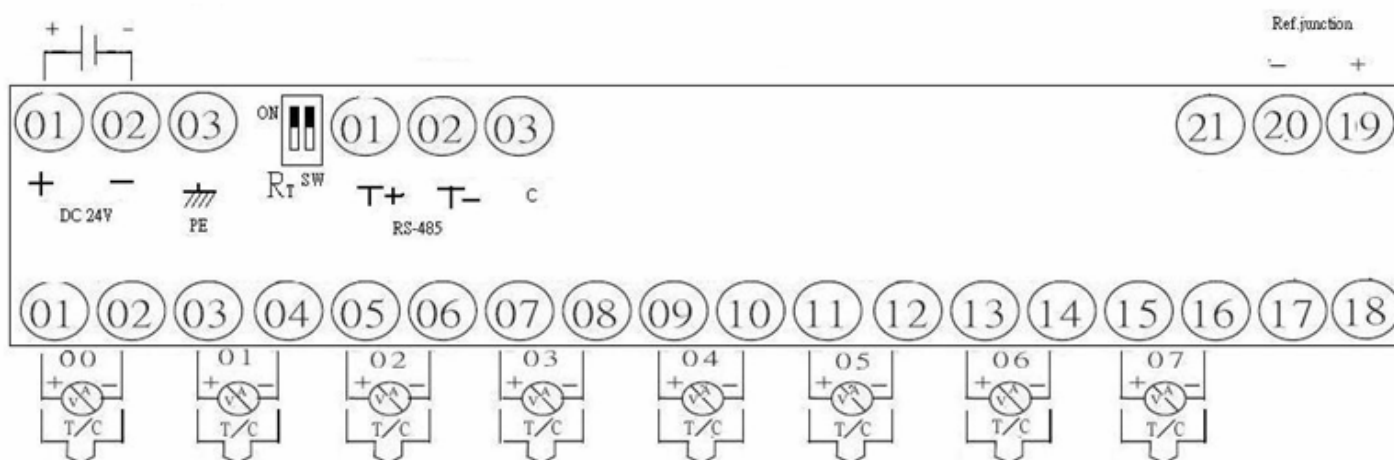 Ref.junction
+ - - +
01 02 03 ON 01 02 03 21 20 19
+ - RT SW T+ T- C
DC 24V PE RS-485
01 02 03 04 05 06 07 08 09 10 11 12 13 14 15 16 17 18
00 01 02 03 04 05 06 07
+ - + - + - + - + - + - + - + -
V.A V.A V.A V.A V.A V.A V.A V.A
T/C T/C T/C T/C T/C T/C T/C T/C